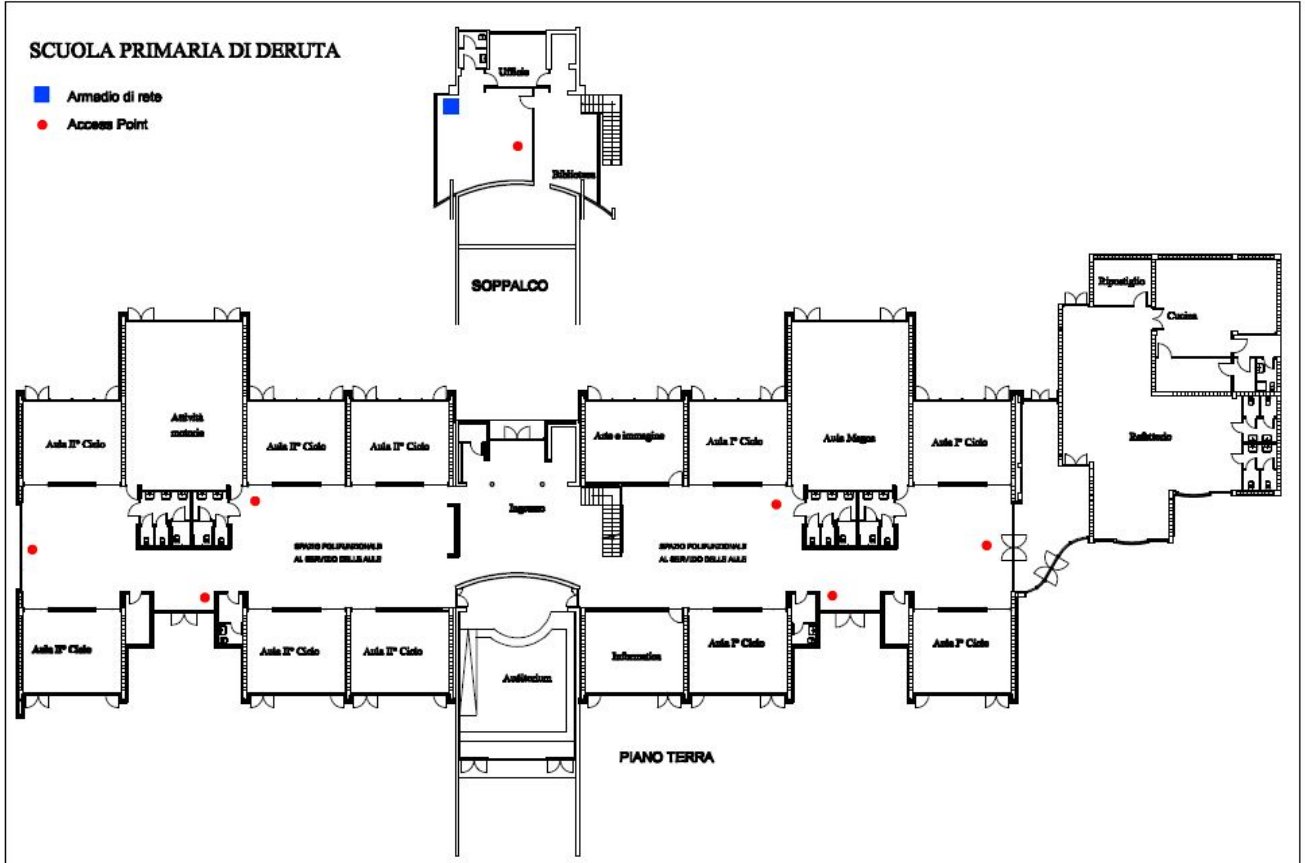 SCUOLA PRIMARIA DI DERUTA
Armadio di rete
Access Point
Ufficio
Biblioteca
SOPPALCO
Ripostiglio
Cucina
Attività
motorie
Aula II° Ciclo
Aula II° Ciclo
Aula II° Ciclo
Arte e immagine
Aula I° Ciclo
Aula Magna
Aula I° Ciclo
Refettorio
Ingresso
SPAZIO POLIFUNZIONALE
AL SERVIZIO DELLE AULE
SPAZIO POLIFUNZIONALE
AL SERVIZIO DELLE AULE
Aula II° Ciclo
Aula II° Ciclo
Aula II° Ciclo
Auditorium
Informatica
Aula I° Ciclo
Aula I° Ciclo
PIANO TERRA